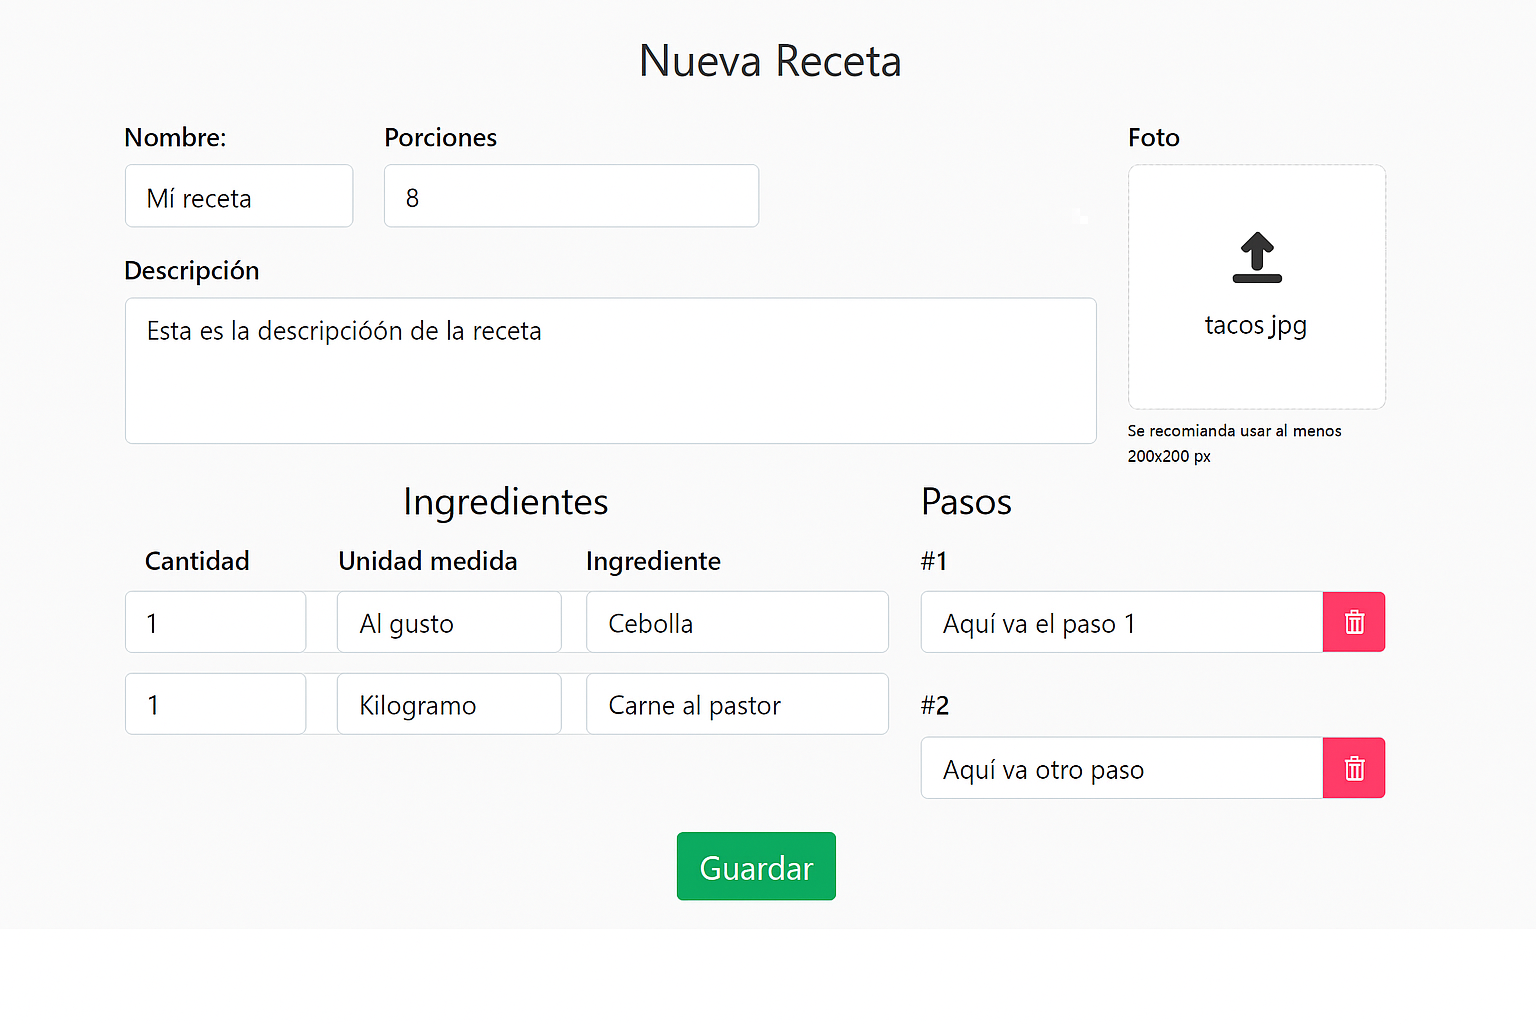 Nueva Receta
Nombre: Porciones Foto
Mí receta 8
Descripción
Esta es la descripcióón de la receta
tacos jpg
Se recomianda usar al menos
200x200 px
Ingredientes
Cantidad Unidad medida Ingrediente
1 Al gusto Cebolla
1 Kilogramo Carne al pastor
Pasos
#1
Aquí va el paso 1
#2
Aquí va otro paso
Guardar